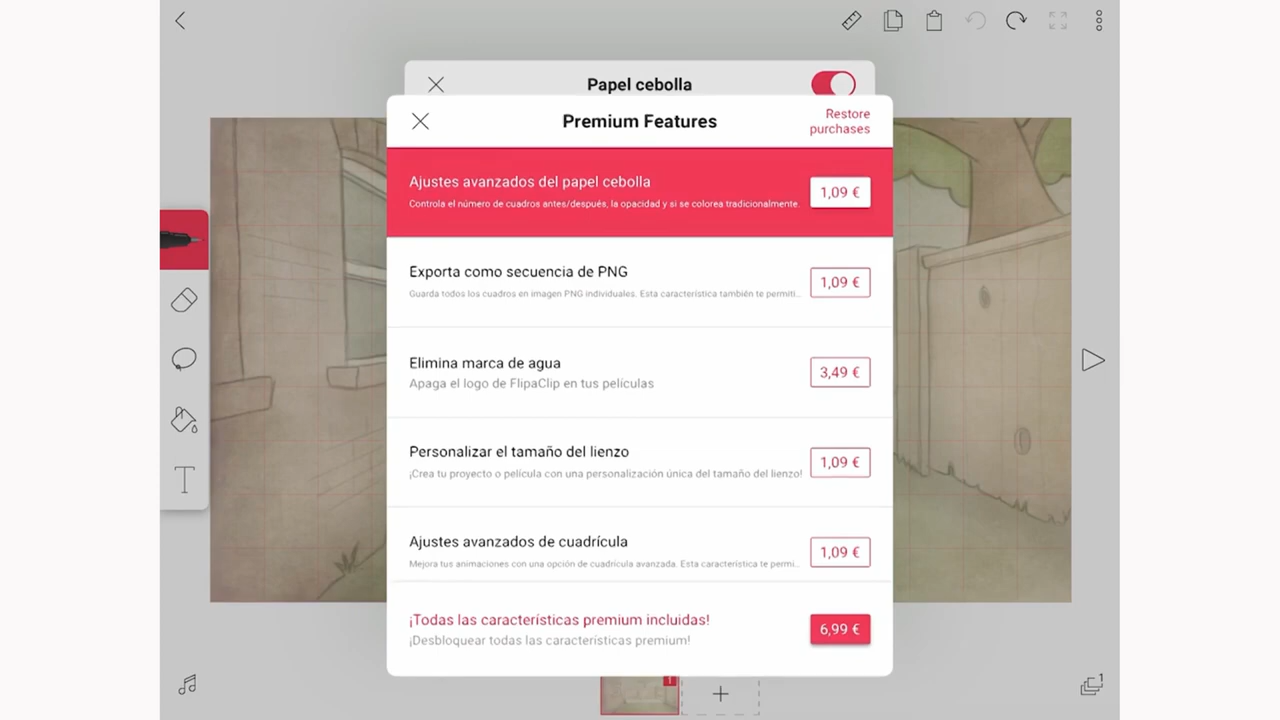 Papel cebolla
Premium Features
Restore
purchases
Ajustes avanzados del papel cebolla
Controla el número de cuadros antes/después, la opacidad y si se colorea tradicionalmente.
1,09 €
Exporta como secuencia de PNG
Guarda todos los cuadros en imagen PNG individuales. Esta característica también te permiti...
1,09 €
Elimina marca de agua
Apaga el logo de FlipaClip en tus películas
3,49 €
Personalizar el tamaño del lienzo
¡Crea tu proyecto o película con una personalización única del tamaño del lienzo!
1,09 €
Ajustes avanzados de cuadrícula
Mejora tus animaciones con una opción de cuadrícula avanzada. Esta característica te permi...
1,09 €
¡Todas las características premium incluidas!
¡Desbloquear todas las características premium!
6,99 €
T
1
1